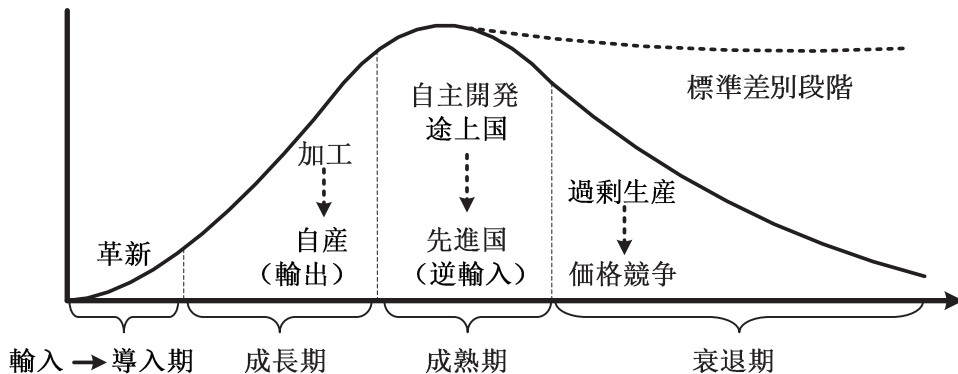 標準差別段階
自主開発
途上国
加工
過剰生産
革新
自産
(輸出)
先進国
(逆輸入)
価格競争
輸入
導入期
成長期
成熟期
衰退期